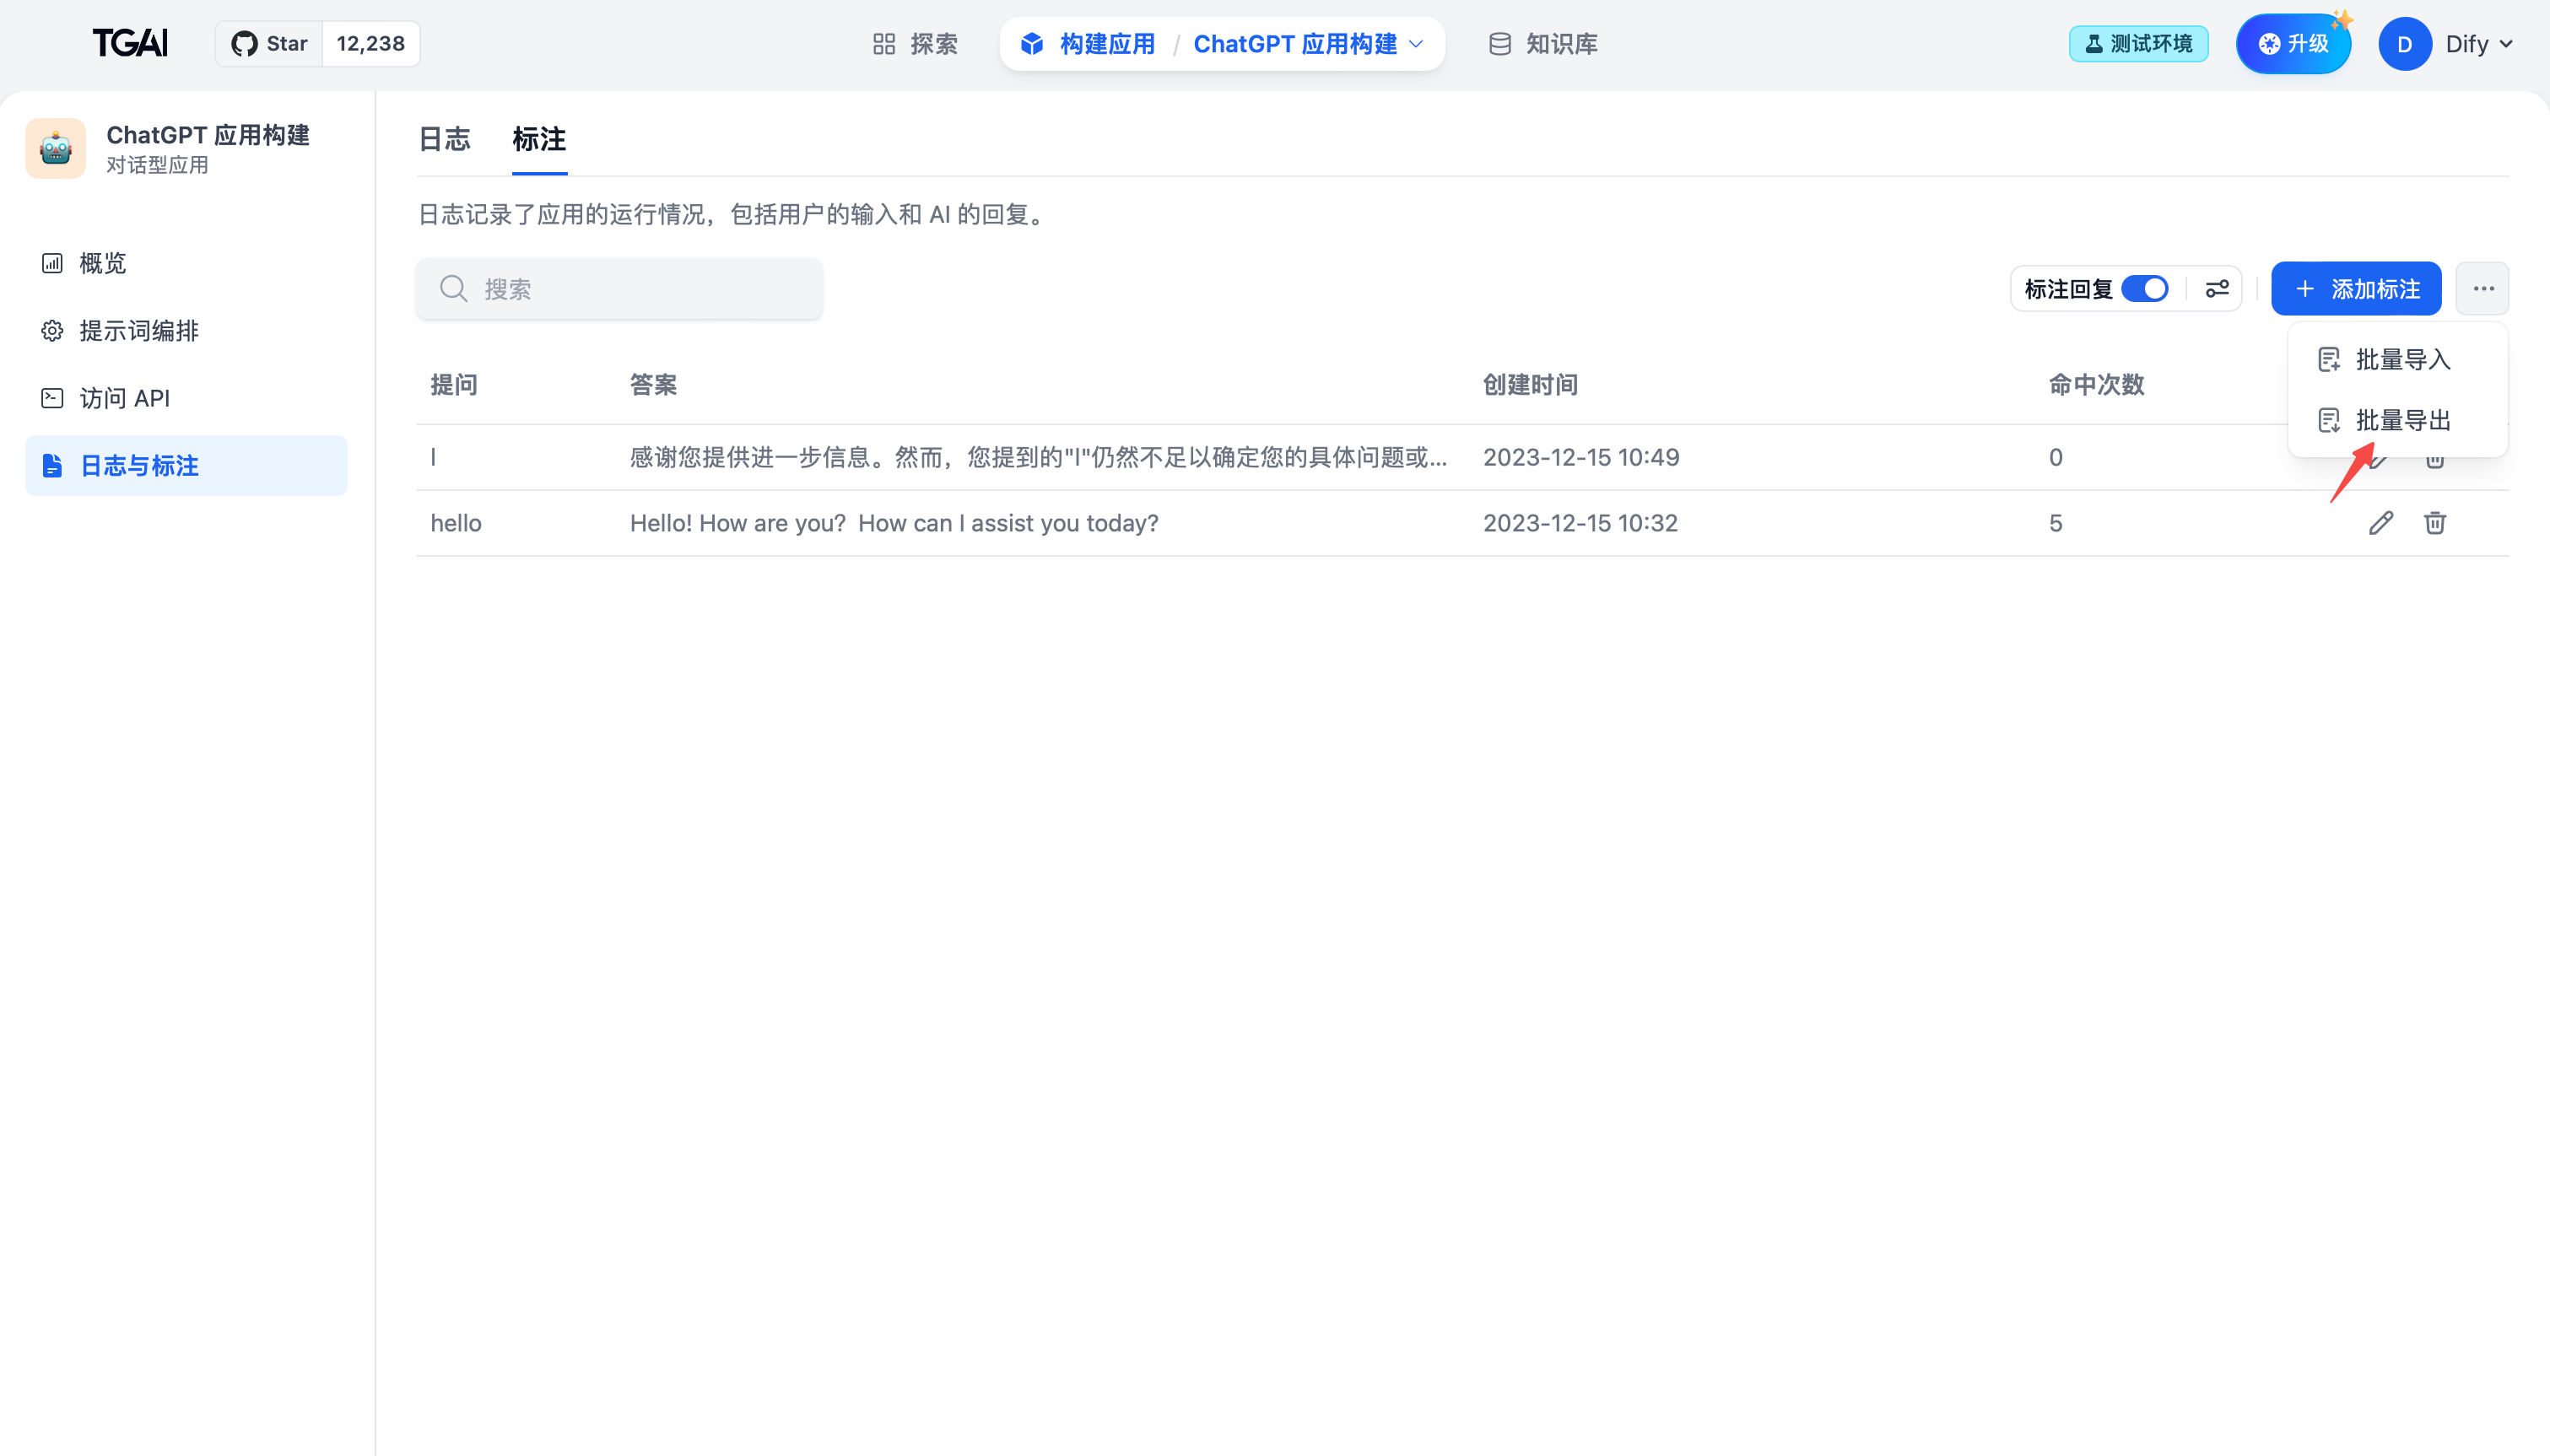 TGAI
Star 12,238
探索
构建应用 / ChatGPT 应用构建
知识库
测试环境
升级
D Dify
ChatGPT 应用构建
对话型应用
概览
提示词编排
访问 API
日志与标注
日志 标注
日志记录了应用的运行情况，包括用户的输入和 AI 的回复。
搜索
标注回复
添加标注
批量导入
批量导出
提问 答案 创建时间 命中次数
l 感谢您提供进一步信息。然而，您提到的"l"仍然不足以确定您的具体问题或... 2023-12-15 10:49 0
hello Hello! How are you? How can I assist you today? 2023-12-15 10:32 5